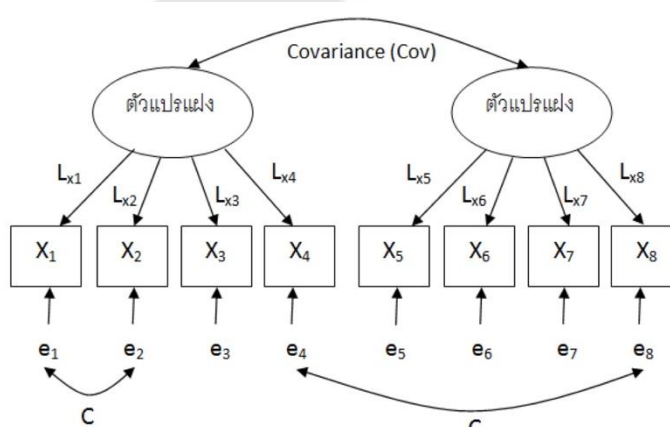 Covariance (Cov)
ตัวแปรแฝง ตัวแปรแฝง
Lx1 Lx2 Lx3 Lx4 Lx5 Lx6 Lx7 Lx8
X1 X2 X3 X4 X5 X6 X7 X8
e1 e2 e3 e4 e5 e6 e7 e8
C